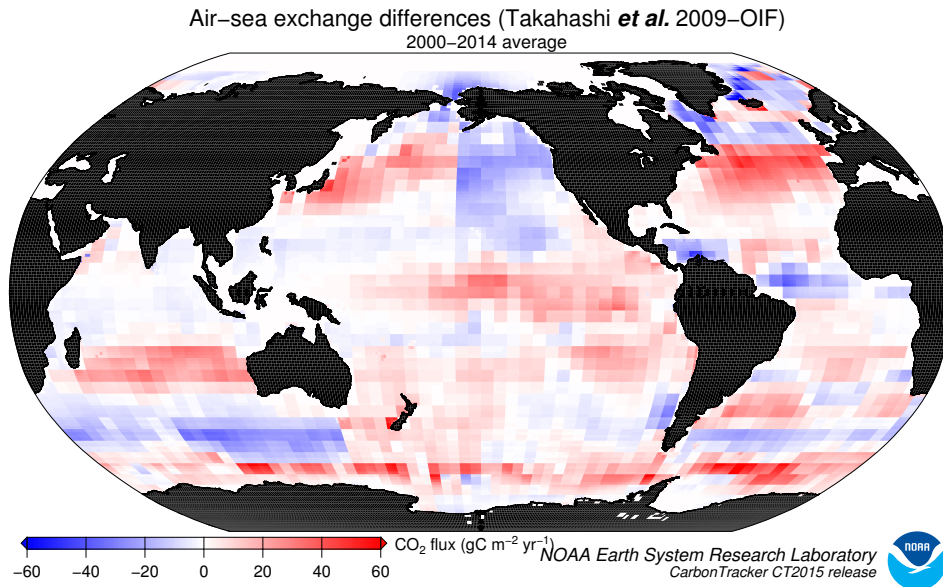 Air−sea exchange differences (Takahashi et al. 2009−OIF)
2000−2014 average
CO2 flux (gC m−2 yr−1)
−60 −40 −20 0 20 40 60
NOAA Earth System Research Laboratory
CarbonTracker CT2015 release
NOAA